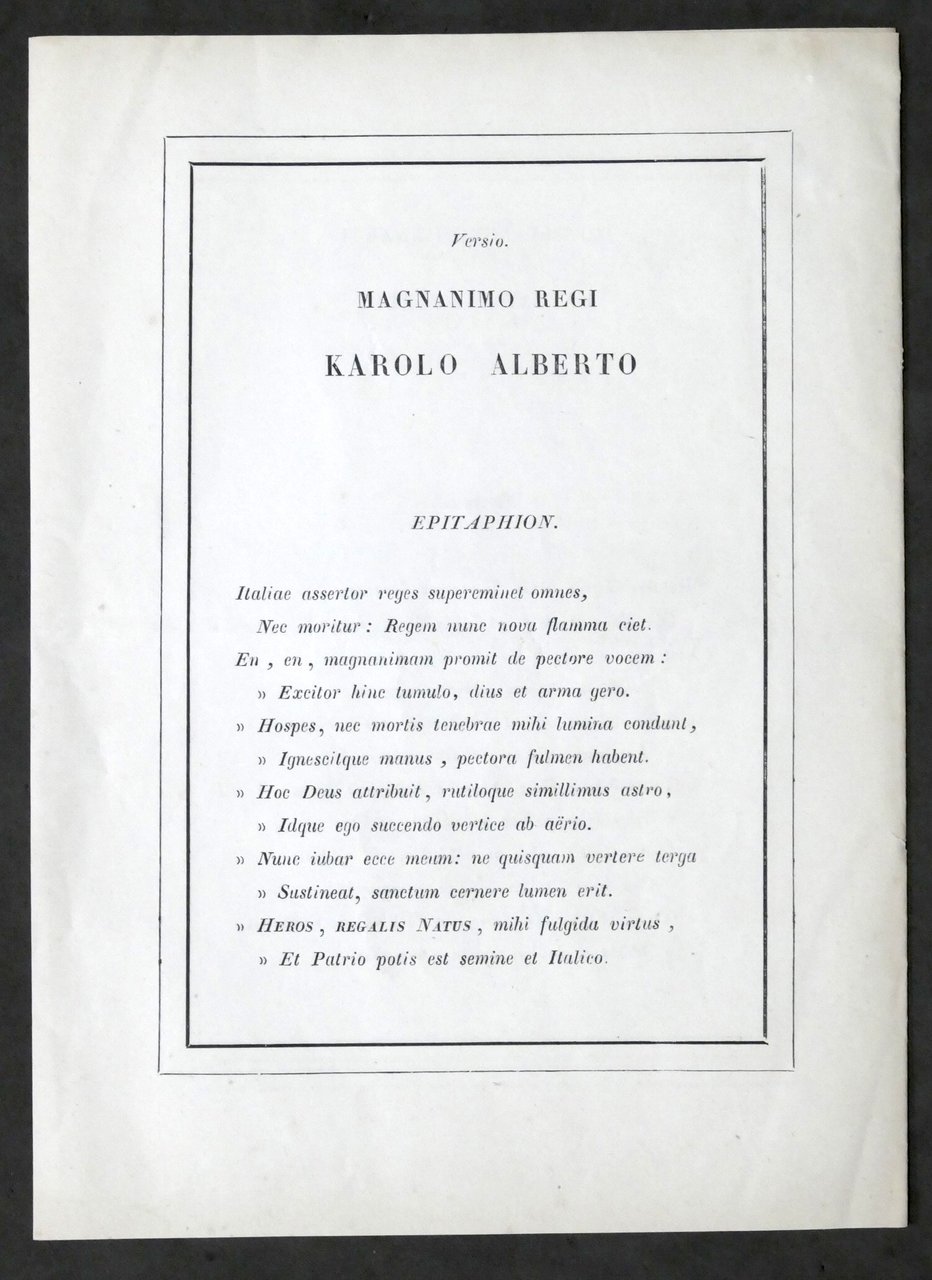 Versio.
MAGNANIMO REGI
KAROLO ALBERTO
EPITAPHION.
Italiae assertor reges supereminet omnes,
Nec moritur : Regem nunc nova flamma ciet.
En , en , magnanimam promit de pectore vocem :
» Excitor hinc tumulo, dius et arma gero.
» Hospes, nec mortis tenebrae mihi lumina condunt,
» Ignescitque manus , pectora fulmen habent.
» Hoc Deus attribuit, rutiloque simillimus astro,
» Idque ego succendo vertice ab aërio.
» Nunc iubar ecce meum: ne quisquam vertere terga
» Sustineat, sanctum cernere lumen erit.
» HEROS , REGALIS NATUS , mihi fulgida virtus ,
» Et Patrio potis est semine et Italico.